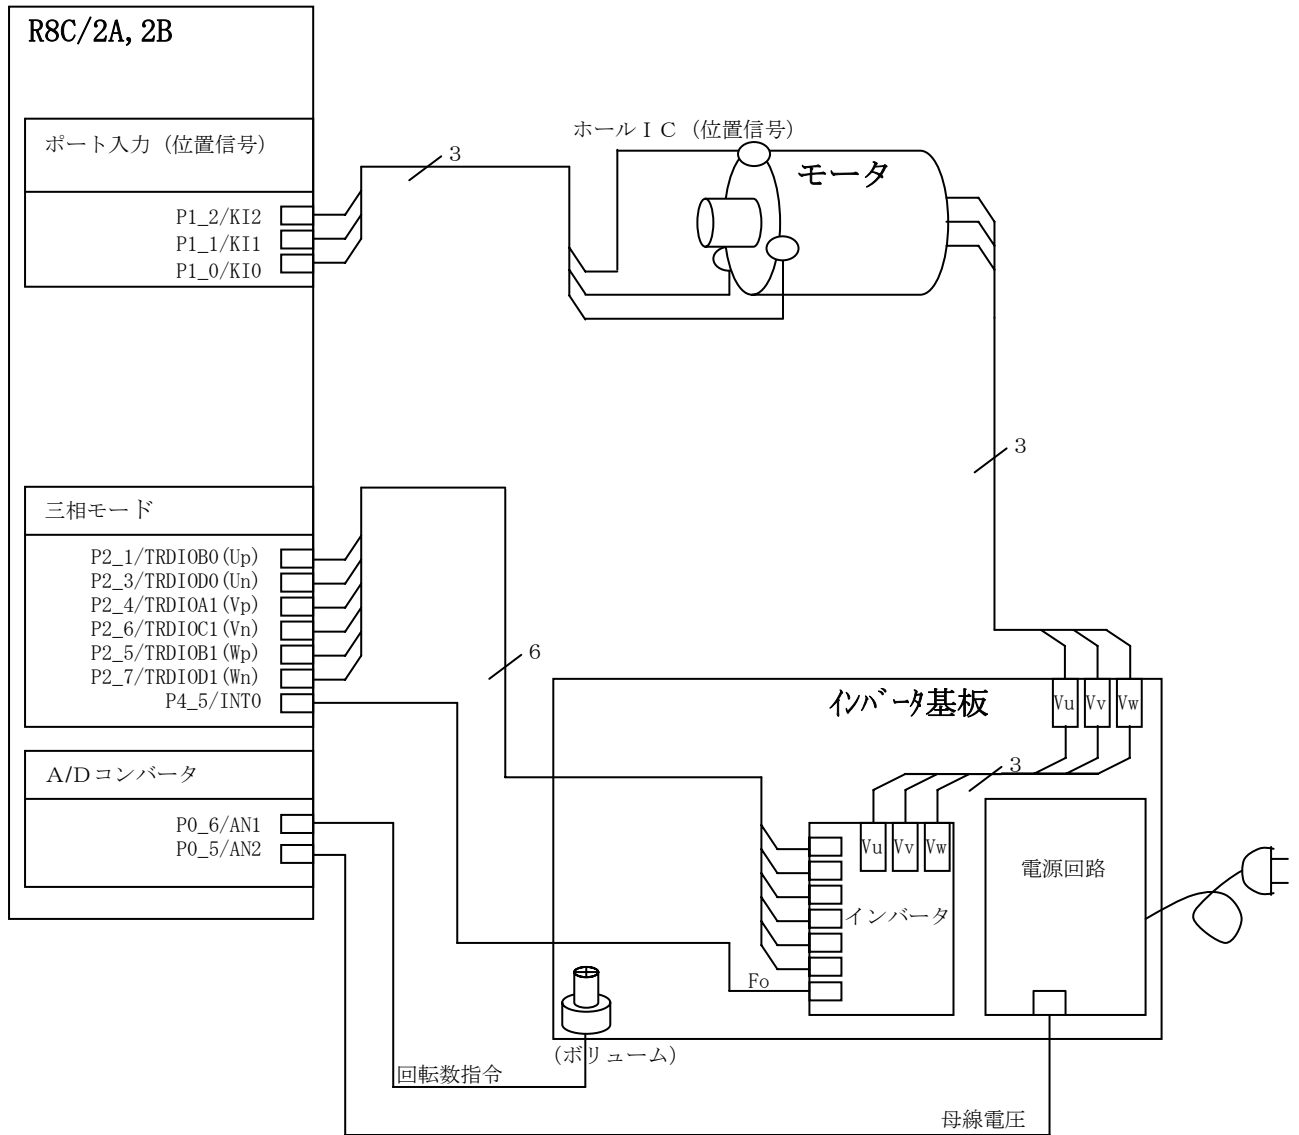 R8C/2A, 2B
ポート入力（位置信号）
P1_2/KI2
P1_1/KI1
P1_0/KI0
3
ホールＩＣ（位置信号）
モータ
3
三相モード
P2_1/TRDIOB0(Up)
P2_3/TRDIOD0(Un)
P2_4/TRDIOA1(Vp)
P2_6/TRDIOC1(Vn)
P2_5/TRDIOB1(Wp)
P2_7/TRDIOD1(Wn)
P4_5/INT0
6
A/Dコンバータ
P0_6/AN1
P0_5/AN2
ｲﾝﾊﾞｰﾀ基板
Vu
Vv
Vw
3
Vu
Vv
Vw
インバータ
Fo
電源回路
(ボリューム)
回転数指令
母線電圧